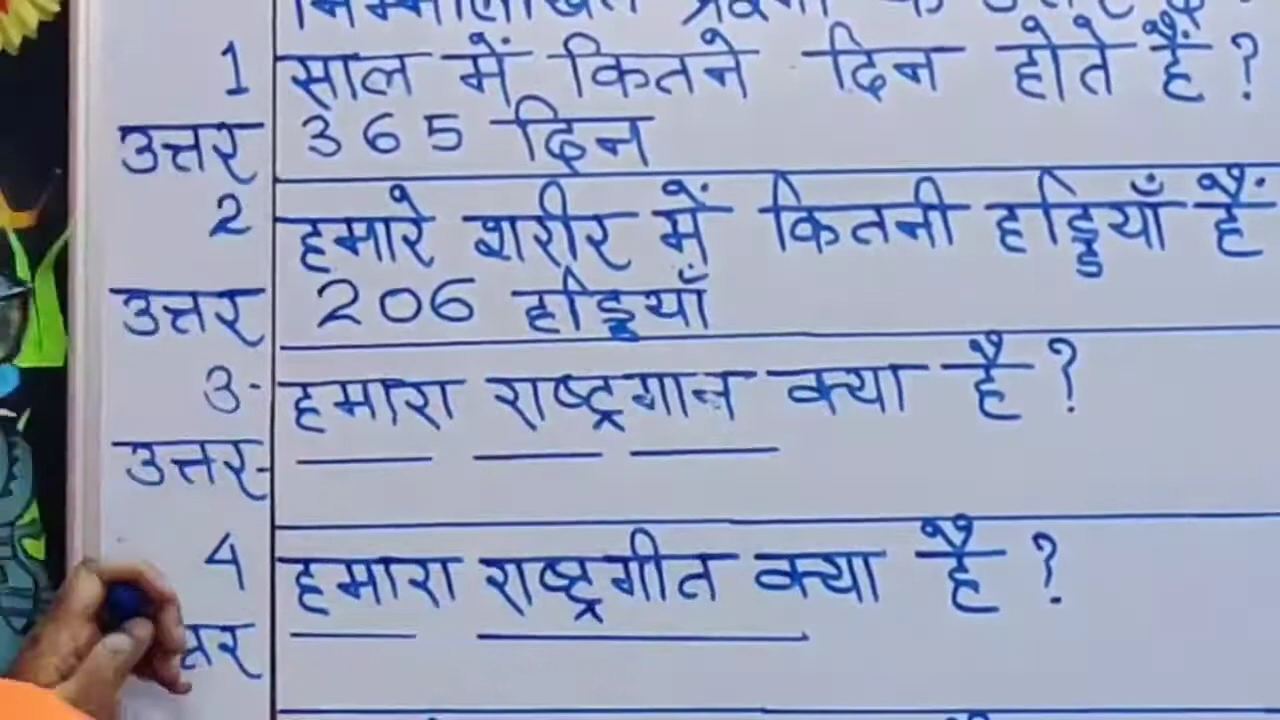 1 साल में कितने दिन होते हैं ?
उत्तर 365 दिन
2 हमारे शरीर में कितनी हड्डियाँ हैं
उत्तर 206 हड्डियाँ
3- हमारा राष्ट्रगान क्या है ?
उत्तर-
4 हमारा राष्ट्रगीत क्या है ?
त्तर